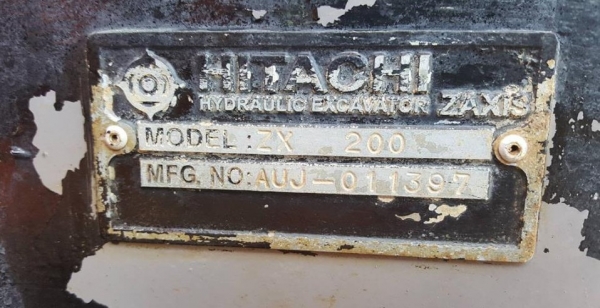 HITACHI
HYDRAULIC EXCAVATOR ZAXIS
MODEL: ZX 200
MFG. NO: AUJ-011397